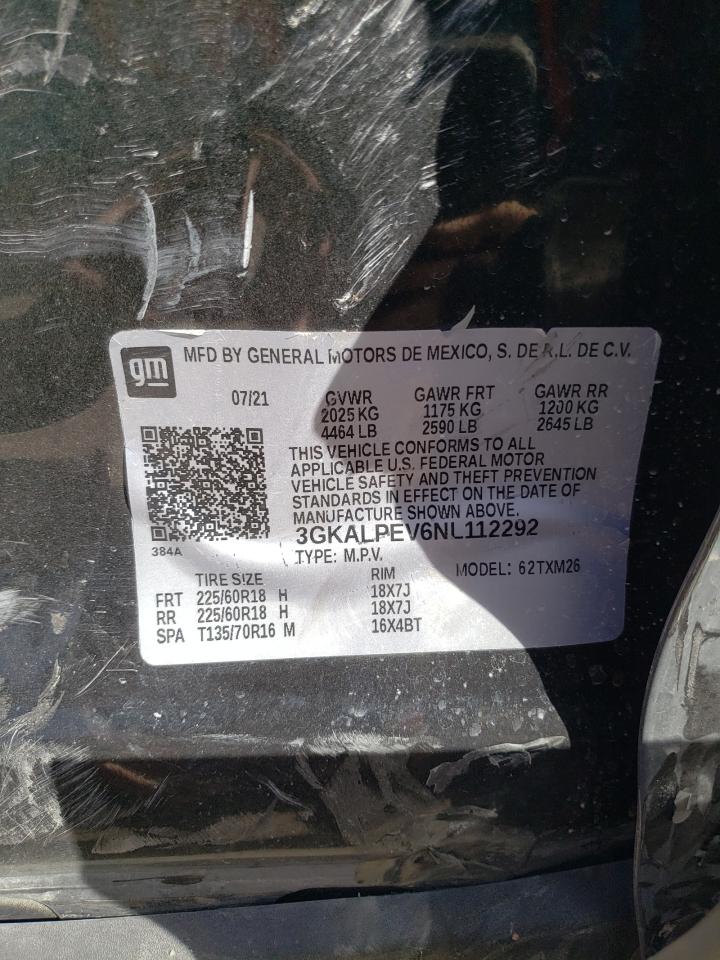 gm
MFD BY GENERAL MOTORS DE MEXICO, S. DE R.L. DE C.V.
07/21 GVWR GAWR FRT GAWR RR
2025 KG 1175 KG 1200 KG
4464 LB 2590 LB 2645 LB
THIS VEHICLE CONFORMS TO ALL
APPLICABLE U.S. FEDERAL MOTOR
VEHICLE SAFETY AND THEFT PREVENTION
STANDARDS IN EFFECT ON THE DATE OF
MANUFACTURE SHOWN ABOVE.
3GKALPEV6NL112292
384A
TYPE: M.P.V. MODEL: 62TXM26
TIRE SIZE RIM
FRT 225/60R18 H 18X7J
RR 225/60R18 H 18X7J
SPA T135/70R16 M 16X4BT